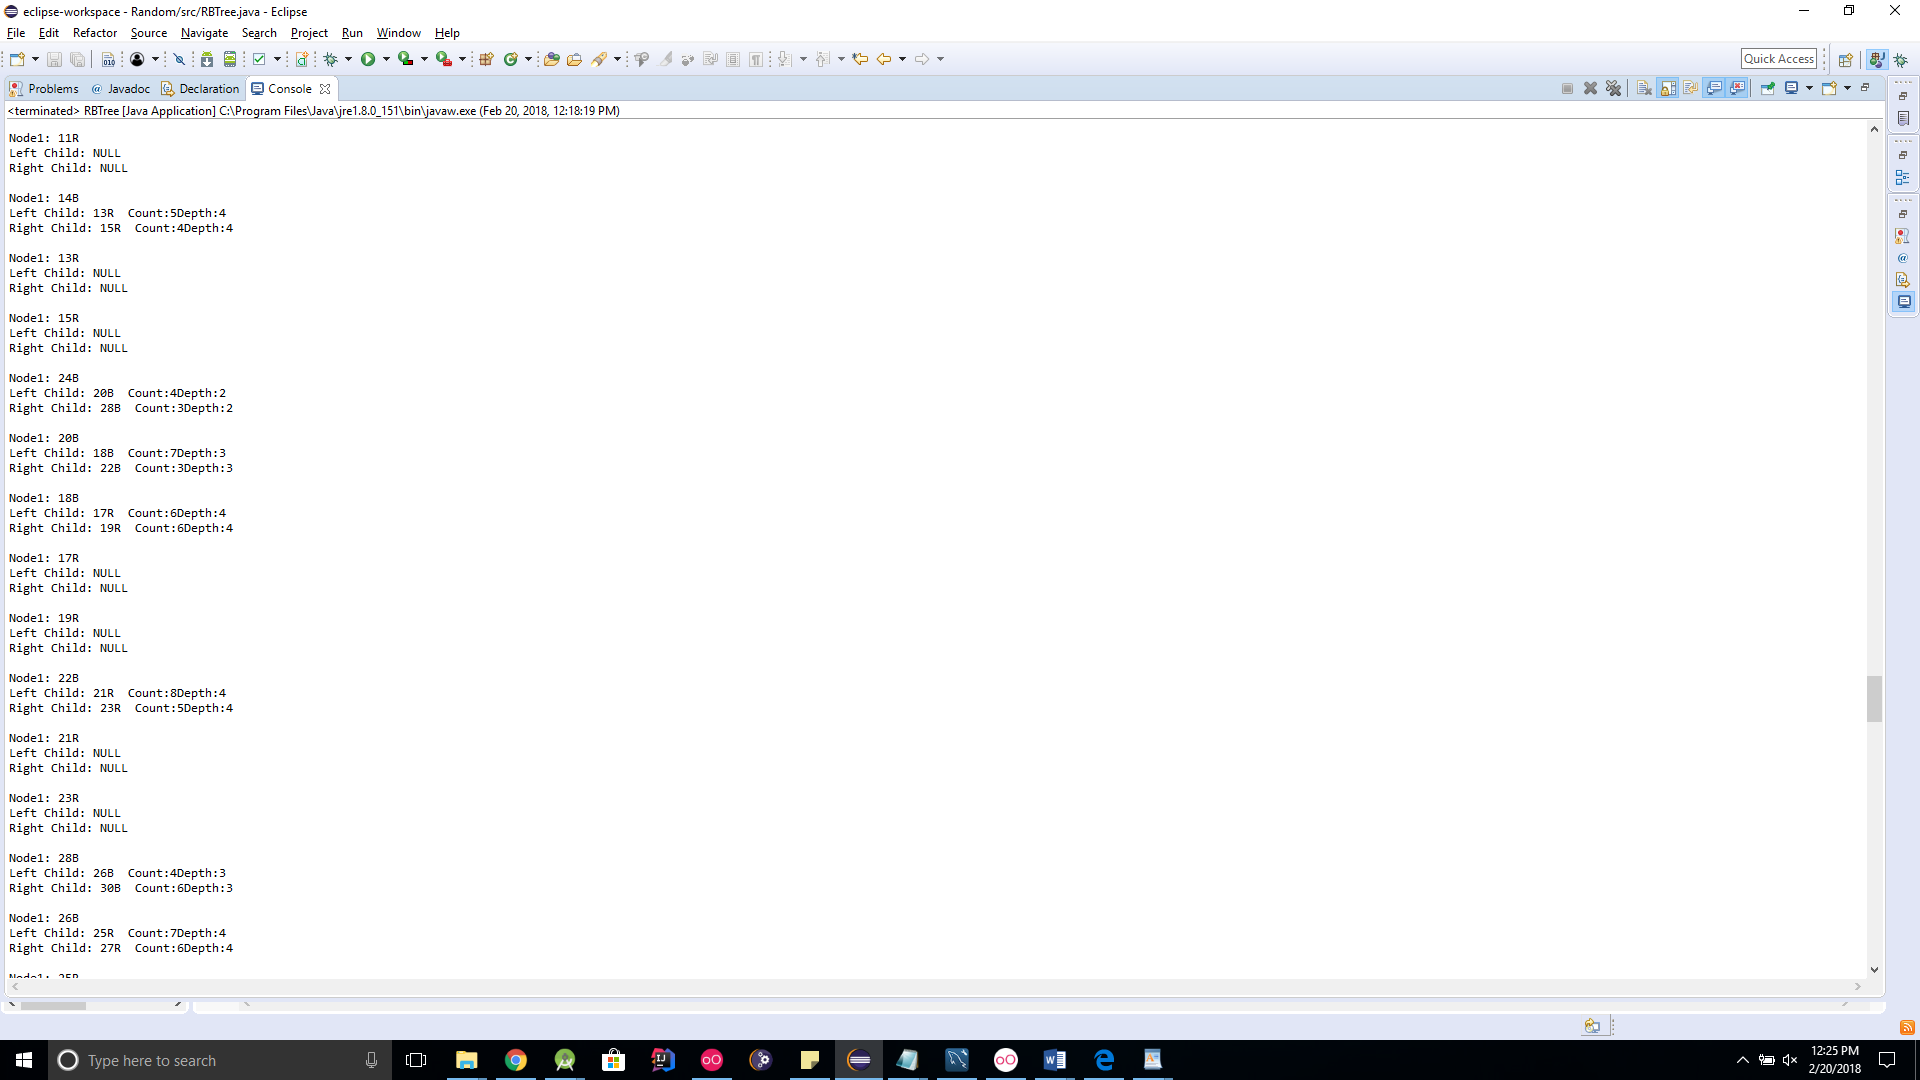 eclipse-workspace - Random/src/RBTree.java - Eclipse
File Edit Refactor Source Navigate Search Project Run Window Help
Quick Access
Problems @ Javadoc Declaration Console
<terminated> RBTree [Java Application] C:\Program Files\Java\jre1.8.0_151\bin\javaw.exe (Feb 20, 2018, 12:18:19 PM)
Node1: 11R
Left Child: NULL
Right Child: NULL
Node1: 14B
Left Child: 13R  Count:5Depth:4
Right Child: 15R  Count:4Depth:4
Node1: 13R
Left Child: NULL
Right Child: NULL
Node1: 15R
Left Child: NULL
Right Child: NULL
Node1: 24B
Left Child: 20B  Count:4Depth:2
Right Child: 28B  Count:3Depth:2
Node1: 20B
Left Child: 18B  Count:7Depth:3
Right Child: 22B  Count:3Depth:3
Node1: 18B
Left Child: 17R  Count:6Depth:4
Right Child: 19R  Count:6Depth:4
Node1: 17R
Left Child: NULL
Right Child: NULL
Node1: 19R
Left Child: NULL
Right Child: NULL
Node1: 22B
Left Child: 21R  Count:8Depth:4
Right Child: 23R  Count:5Depth:4
Node1: 21R
Left Child: NULL
Right Child: NULL
Node1: 23R
Left Child: NULL
Right Child: NULL
Node1: 28B
Left Child: 26B  Count:4Depth:3
Right Child: 30B  Count:6Depth:3
Node1: 26B
Left Child: 25R  Count:7Depth:4
Right Child: 27R  Count:6Depth:4
Node1: 25R
Type here to search
12:25 PM
2/20/2018